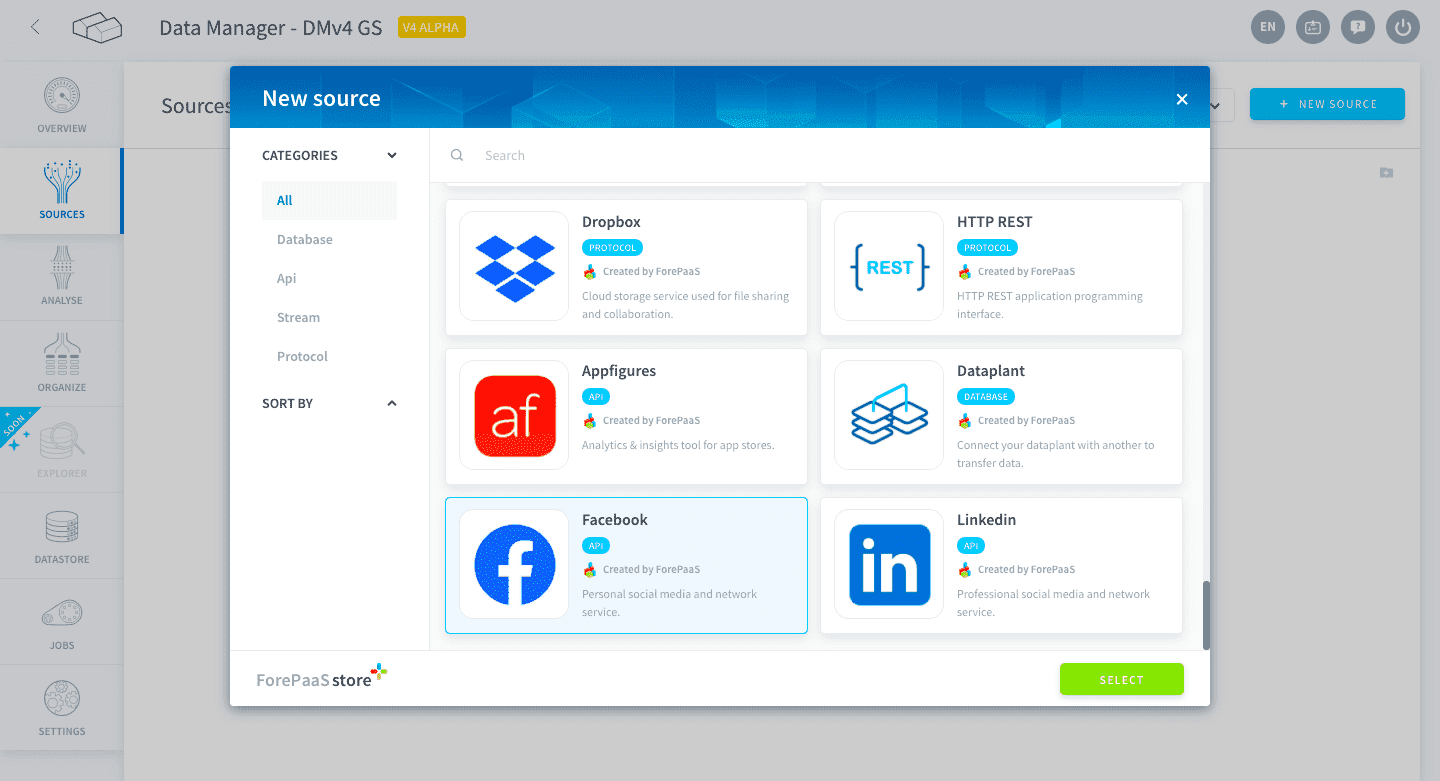 Data Manager - DMv4 GS
V4 ALPHA
EN
OVERVIEW
SOURCES
ANALYSE
ORGANIZE
SOON
EXPLORER
DATASTORE
JOBS
SETTINGS
Sources
+ NEW SOURCE
New source
CATEGORIES
All
Database
Api
Stream
Protocol
SORT BY
Search
Dropbox
PROTOCOL
Created by ForePaaS
Cloud storage service used for file sharing
and collaboration.
HTTP REST
PROTOCOL
Created by ForePaaS
HTTP REST application programming
interface.
{REST}
af
Appfigures
API
Created by ForePaaS
Analytics & insights tool for app stores.
Dataplant
DATABASE
Created by ForePaaS
Connect your dataplant with another to
transfer data.
f
Facebook
API
Created by ForePaaS
Personal social media and network
service.
in
Linkedin
API
Created by ForePaaS
Professional social media and network
service.
ForePaaS store
SELECT